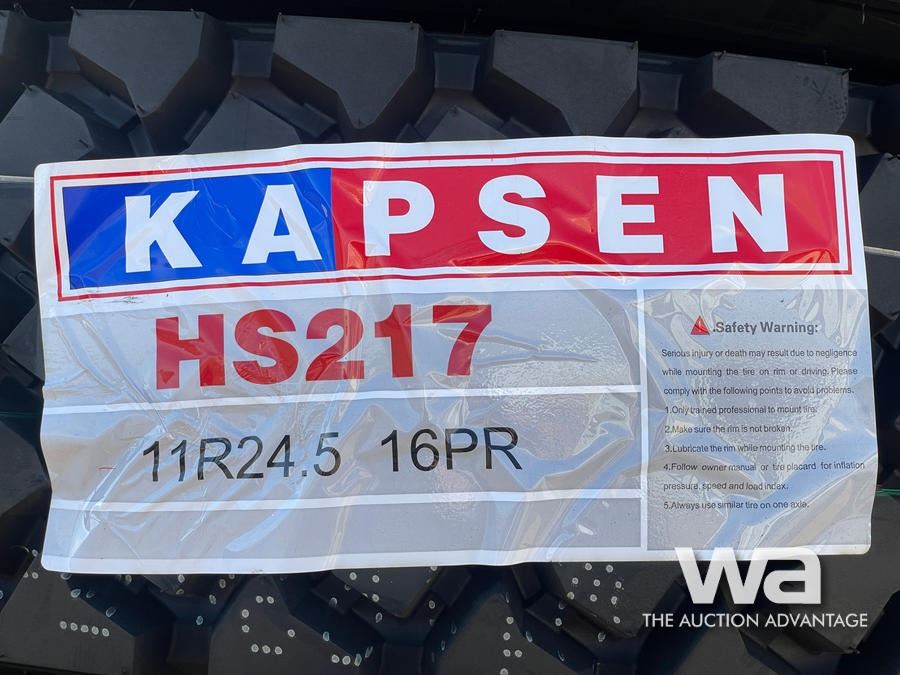 KAPSEN
HS217
11R24.5 16PR
Safety Warning:
Serious injury or death may result due to negligence
while mounting the tire on rim or driving. Please
comply with the following points to avoid problems.
1.Only trained professional to mount tire.
2.Make sure the rim is not broken.
3.Lubricate the rim while mounting the tire.
4.Follow owner manual or tire placard for inflation
pressure, speed and load index.
5.Always use similar tire on one axle.
wa
THE AUCTION ADVANTAGE